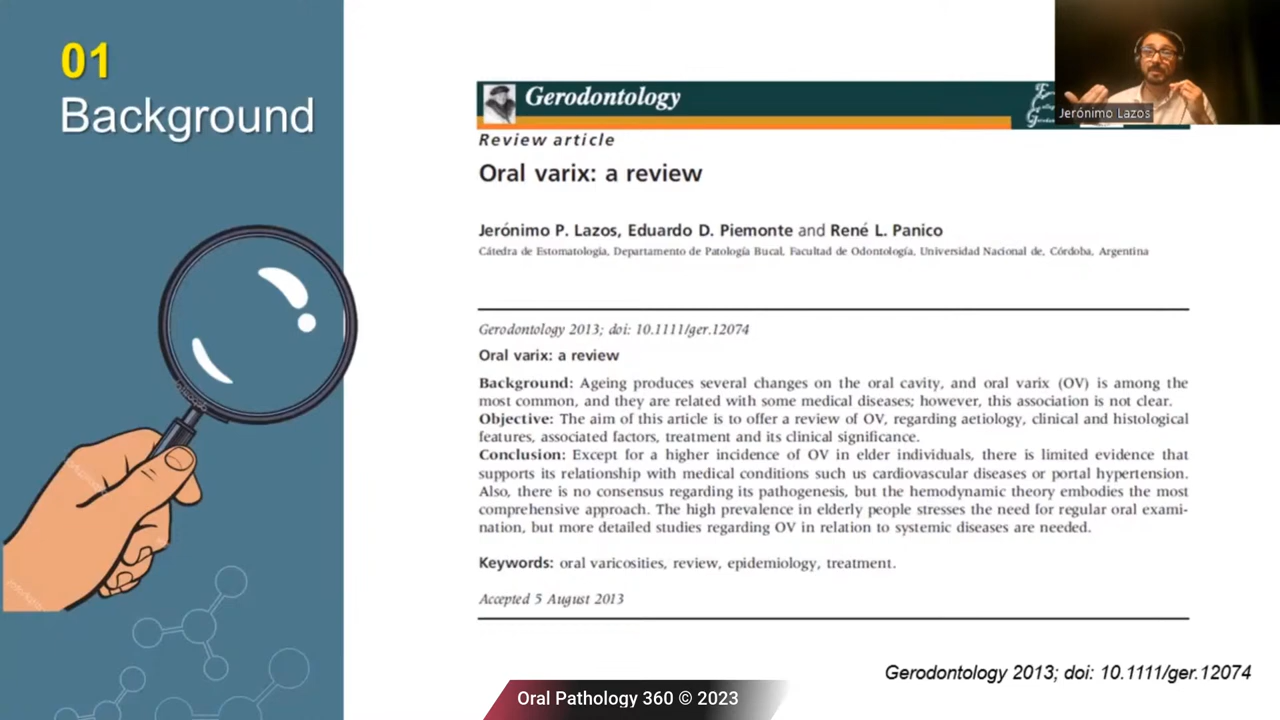 01
Background
Gerodontology
Jerónimo Lazos
Review article
Oral varix: a review
Jerónimo P. Lazos, Eduardo D. Piemonte and René L. Panico
Cátedra de Estomatología, Departamento de Patología Bucal, Facultad de Odontología, Universidad Nacional de, Córdoba, Argentina
Gerodontology 2013; doi: 10.1111/ger.12074
Oral varix: a review
Background: Ageing produces several changes on the oral cavity, and oral varix (OV) is among the
most common, and they are related with some medical diseases; however, this association is not clear.
Objective: The aim of this article is to offer a review of OV, regarding aetiology, clinical and histological
features, associated factors, treatment and its clinical significance.
Conclusion: Except for a higher incidence of OV in elder individuals, there is limited evidence that
supports its relationship with medical conditions such us cardiovascular diseases or portal hypertension.
Also, there is no consensus regarding its pathogenesis, but the hemodynamic theory embodies the most
comprehensive approach. The high prevalence in elderly people stresses the need for regular oral exami-
nation, but more detailed studies regarding OV in relation to systemic diseases are needed.
Keywords: oral varicosities, review, epidemiology, treatment.
Accepted 5 August 2013
Gerodontology 2013; doi: 10.1111/ger.12074
Oral Pathology 360 © 2023